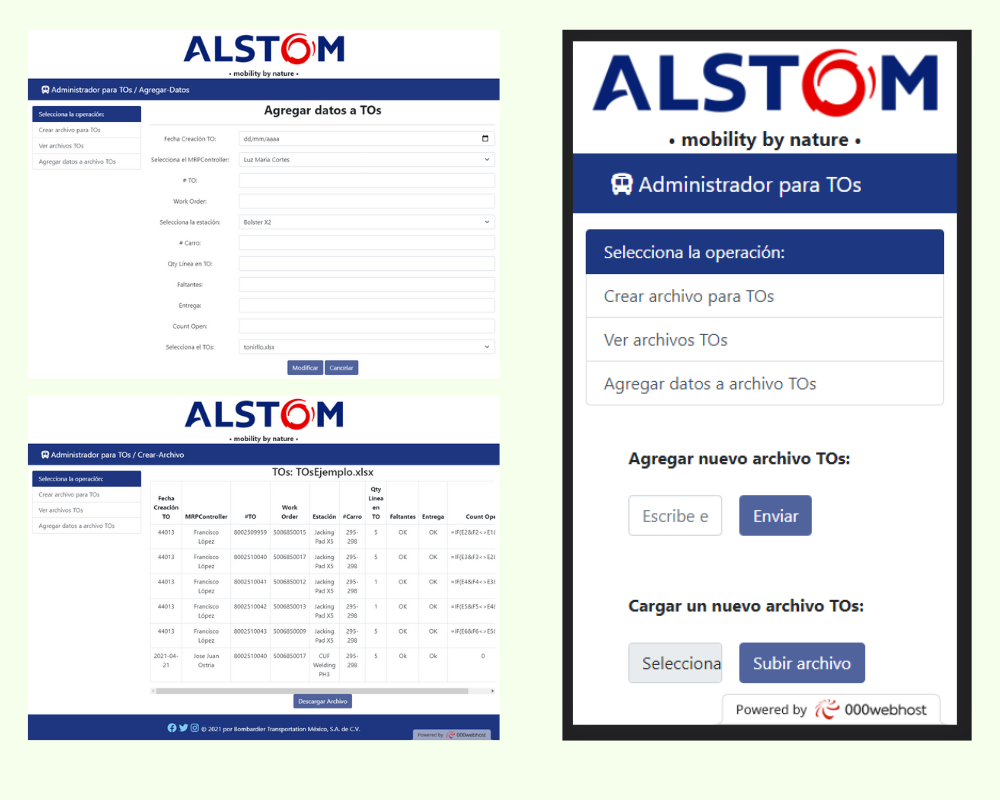 ALSTOM
• mobility by nature •
Administrador para TOs / Agregar-Datos
Selecciona la operación:
Crear archivo para TOs
Ver archivos TOs
Agregar datos a archivo TOs
Agregar datos a TOs
Fecha Creación TO: dd/mm/aaaa
Selecciona el MRPController: Luz María Cortes
# TO:
Work Order:
Selecciona la estación: Bolster X2
# Carro:
Qty Línea en TO:
Faltantes:
Entrega:
Count Open:
Selecciona el TOs: tonirflo.xlsx
Modificar Cancelar
ALSTOM
• mobility by nature •
Administrador para TOs / Crear-Archivo
Selecciona la operación:
Crear archivo para TOs
Ver archivos TOs
Agregar datos a archivo TOs
TOs: TOsEjemplo.xlsx
Fecha Creación TO MRPController #TO Work Order Estación #Carro Qty Línea en TO Faltantes Entrega Count Ope
44013 Francisco López 8002509959 5006850015 Jacking Pad X5 295-298 5 OK OK =IF(E2&F2<>E1&
44013 Francisco López 8002510040 5006850017 Jacking Pad X5 295-298 5 OK OK =IF(E3&F3<>E2&
44013 Francisco López 8002510041 5006850012 Jacking Pad X5 295-298 1 OK OK =IF(E4&F4<>E3&
44013 Francisco López 8002510042 5006850013 Jacking Pad X5 295-298 1 OK OK =IF(E5&F5<>E4&
44013 Francisco López 8002510043 5006850009 Jacking Pad X5 295-298 5 OK OK =IF(E6&F6<>E5&
2021-04-21 Jose Juan Ostria 8002510040 5006850017 CUF Welding PH3 295-298 5 Ok Ok 0
Descargar Archivo
© 2021 por Bombardier Transportation México, S.A. de C.V.
Powered by 000webhost
ALSTOM
• mobility by nature •
Administrador para TOs
Selecciona la operación:
Crear archivo para TOs
Ver archivos TOs
Agregar datos a archivo TOs
Agregar nuevo archivo TOs:
Escribe e Enviar
Cargar un nuevo archivo TOs:
Selecciona Subir archivo
Powered by 000webhost